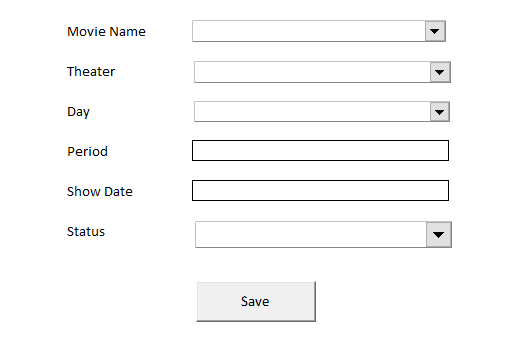 Movie Name
Theater
Day
Period
Show Date
Status
Save